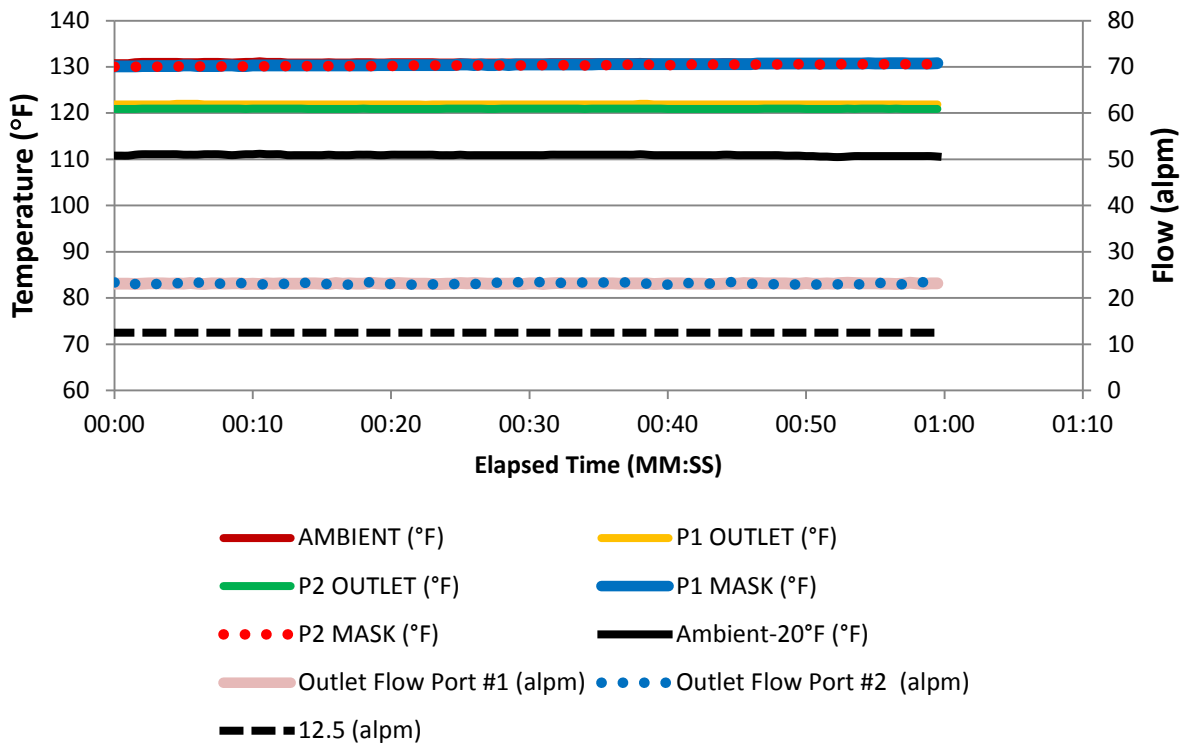 140
130
120
110
100
90
80
70
60
Temperature (°F)
80
70
60
50
40
30
20
10
0
Flow (alpm)
00:00 00:10 00:20 00:30 00:40 00:50 01:00 01:10
Elapsed Time (MM:SS)
AMBIENT (°F) P1 OUTLET (°F)
P2 OUTLET (°F) P1 MASK (°F)
P2 MASK (°F) Ambient-20°F (°F)
Outlet Flow Port #1 (alpm) Outlet Flow Port #2 (alpm)
12.5 (alpm)